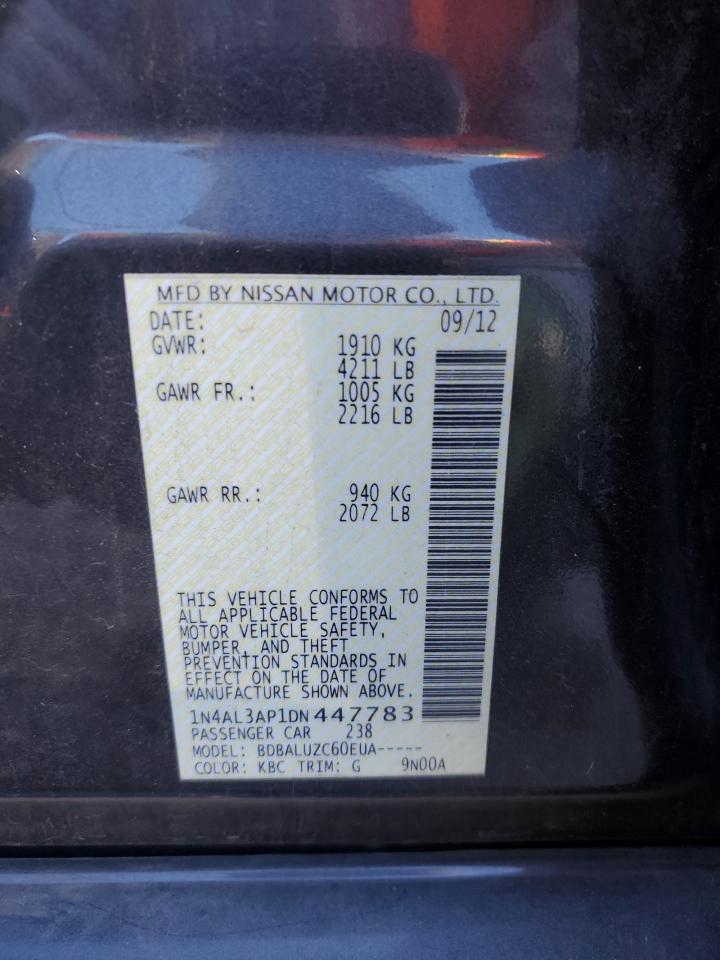 MFD BY NISSAN MOTOR CO., LTD.
DATE: 09/12
GVWR: 1910 KG
4211 LB
GAWR FR.: 1005 KG
2216 LB
GAWR RR.: 940 KG
2072 LB
THIS VEHICLE CONFORMS TO
ALL APPLICABLE FEDERAL
MOTOR VEHICLE SAFETY,
BUMPER, AND THEFT
PREVENTION STANDARDS IN
EFFECT ON THE DATE OF
MANUFACTURE SHOWN ABOVE.
1N4AL3AP1DN447783
PASSENGER CAR 238
MODEL: BDBALUZC60EUA-----
COLOR: KBC TRIM: G 9N00A